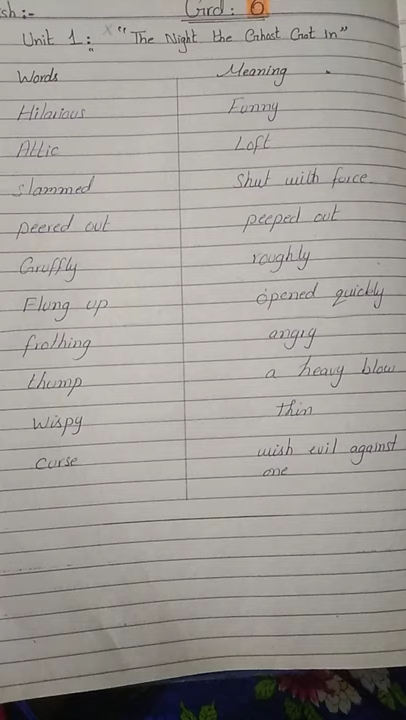 sh:-
Grd: 6
Unit 1: "The Night the Ghost Got In"
Words Meaning
Hilarious Funny
Attic Loft
slammed Shut with force
peered out peeped out
Gruffly roughly
Flung up opened quickly
frothing angry
thump a heavy blow
Wispy thin
curse wish evil against
one